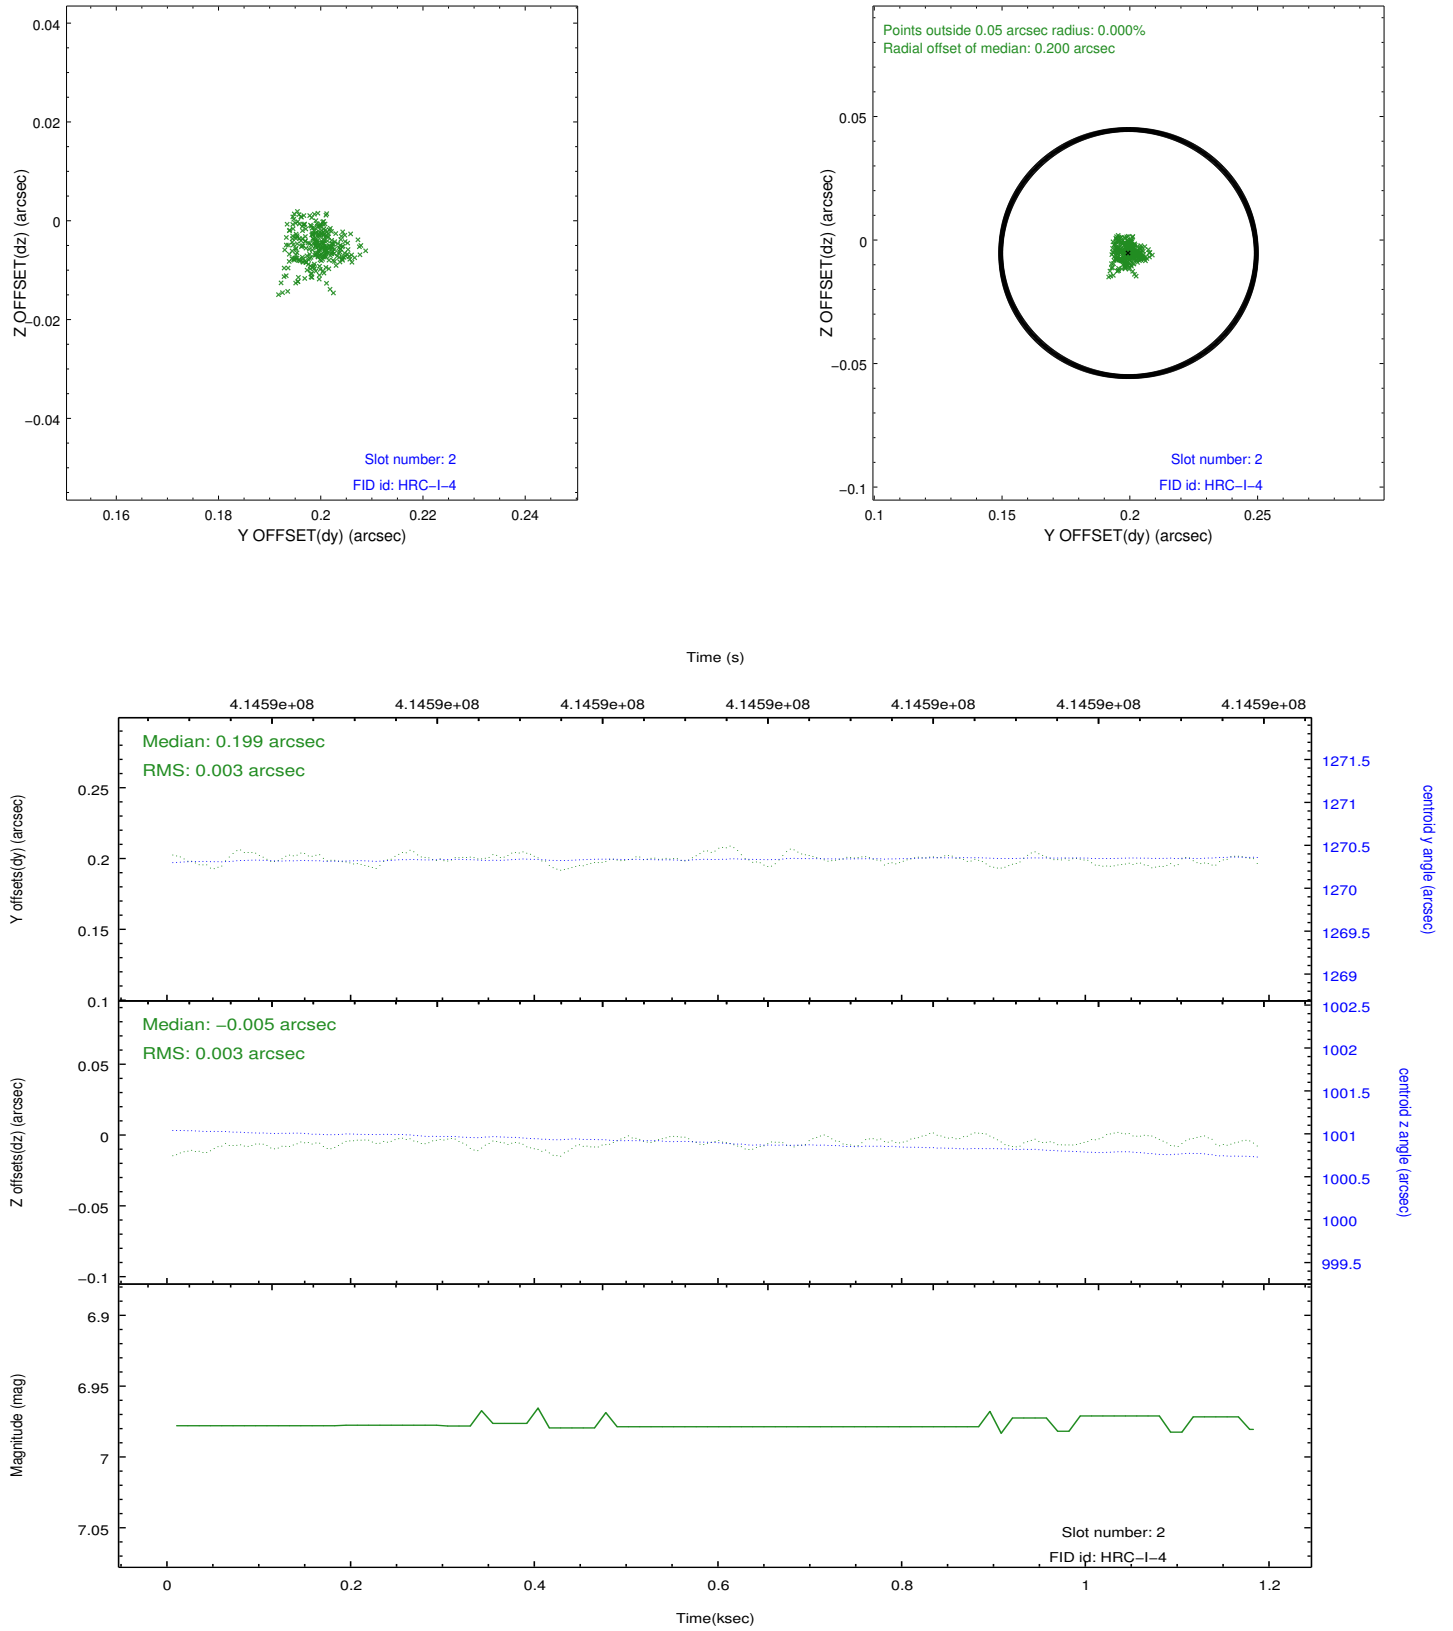 0.04
0.02
0
−0.02
−0.04
Z OFFSET(dz) (arcsec)
Slot number: 2
FID id: HRC−I−4
0.16
0.18
0.2
0.22
0.24
Y OFFSET(dy) (arcsec)
Points outside 0.05 arcsec radius: 0.000%
Radial offset of median: 0.200 arcsec
0.05
0
−0.05
−0.1
Z OFFSET(dz) (arcsec)
Slot number: 2
FID id: HRC−I−4
0.1
0.15
0.2
0.25
Y OFFSET(dy) (arcsec)
Time (s)
4.1459e+08
4.1459e+08
4.1459e+08
4.1459e+08
4.1459e+08
4.1459e+08
4.1459e+08
Median: 0.199 arcsec
RMS: 0.003 arcsec
0.25
0.2
0.15
0.1
Y offsets(dy) (arcsec)
1271.5
1271
1270.5
1270
1269.5
1269
centroid y angle (arcsec)
Median: −0.005 arcsec
RMS: 0.003 arcsec
0.05
0
−0.05
−0.1
Z offsets(dz) (arcsec)
1002.5
1002
1001.5
1001
1000.5
1000
999.5
centroid z angle (arcsec)
6.9
6.95
7
7.05
Magnitude (mag)
Slot number: 2
FID id: HRC−I−4
0
0.2
0.4
0.6
0.8
1
1.2
Time(ksec)